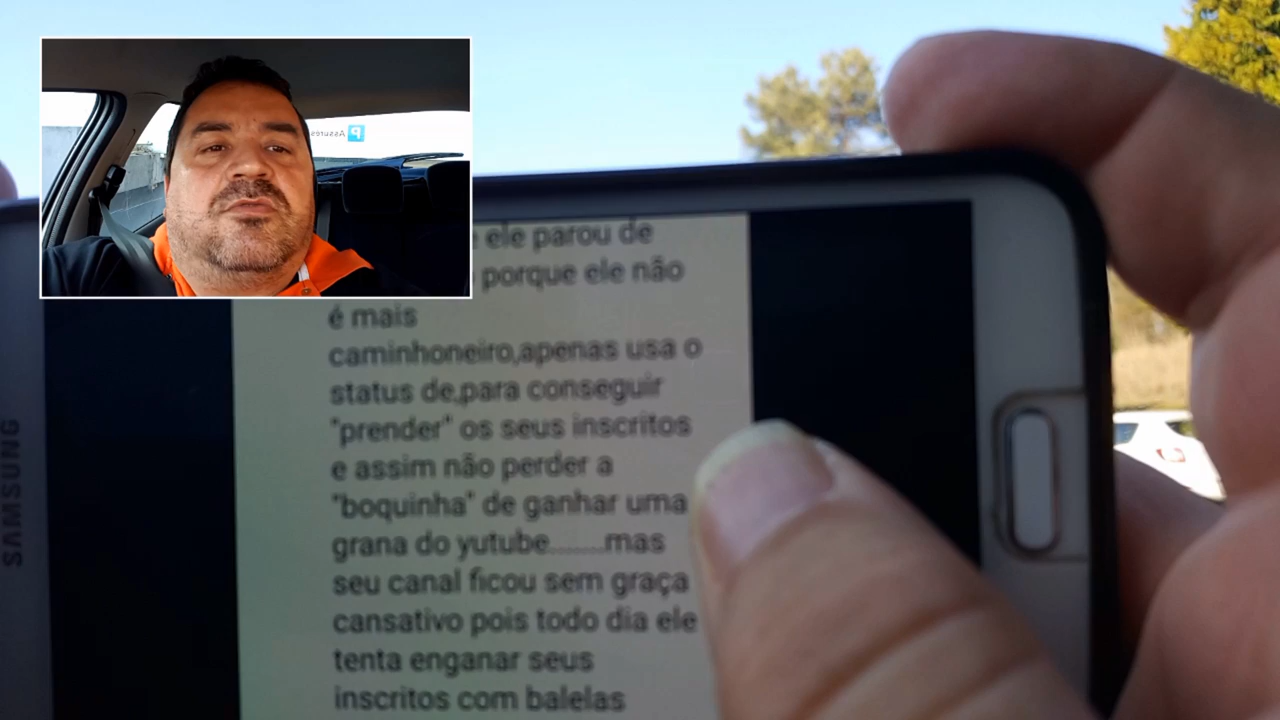 Assures
P
ele parou de
porque ele não
é mais
caminhoneiro,apenas usa o
status de,para conseguir
"prender" os seus inscritos
e assim não perder a
"boquinha" de ganhar uma
grana do yutube.........mas
seu canal ficou sem graça
cansativo pois todo dia ele
tenta enganar seus
inscritos com balelas
SAMSUNG